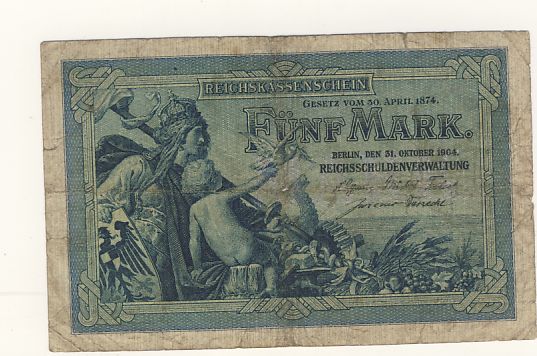 REICHSKASSENSCHEIN
GESETZ VOM 30. APRIL 1874.
FÜNF MARK.
BERLIN, DEN 31. OKTOBER 1904.
REICHSSCHULDENVERWALTUNG